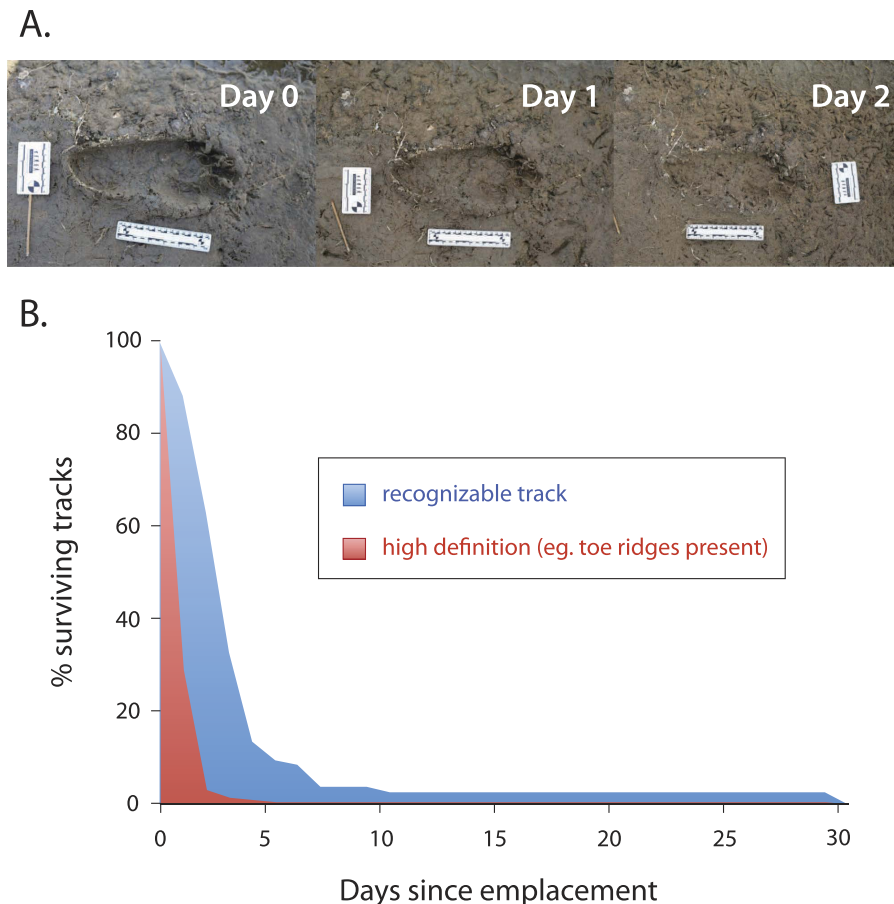 A.
Day 0
Day 1
Day 2
B.
100
80
60
40
20
0
% surviving tracks
recognizable track
high definition (eg. toe ridges present)
0
5
10
15
20
25
30
Days since emplacement